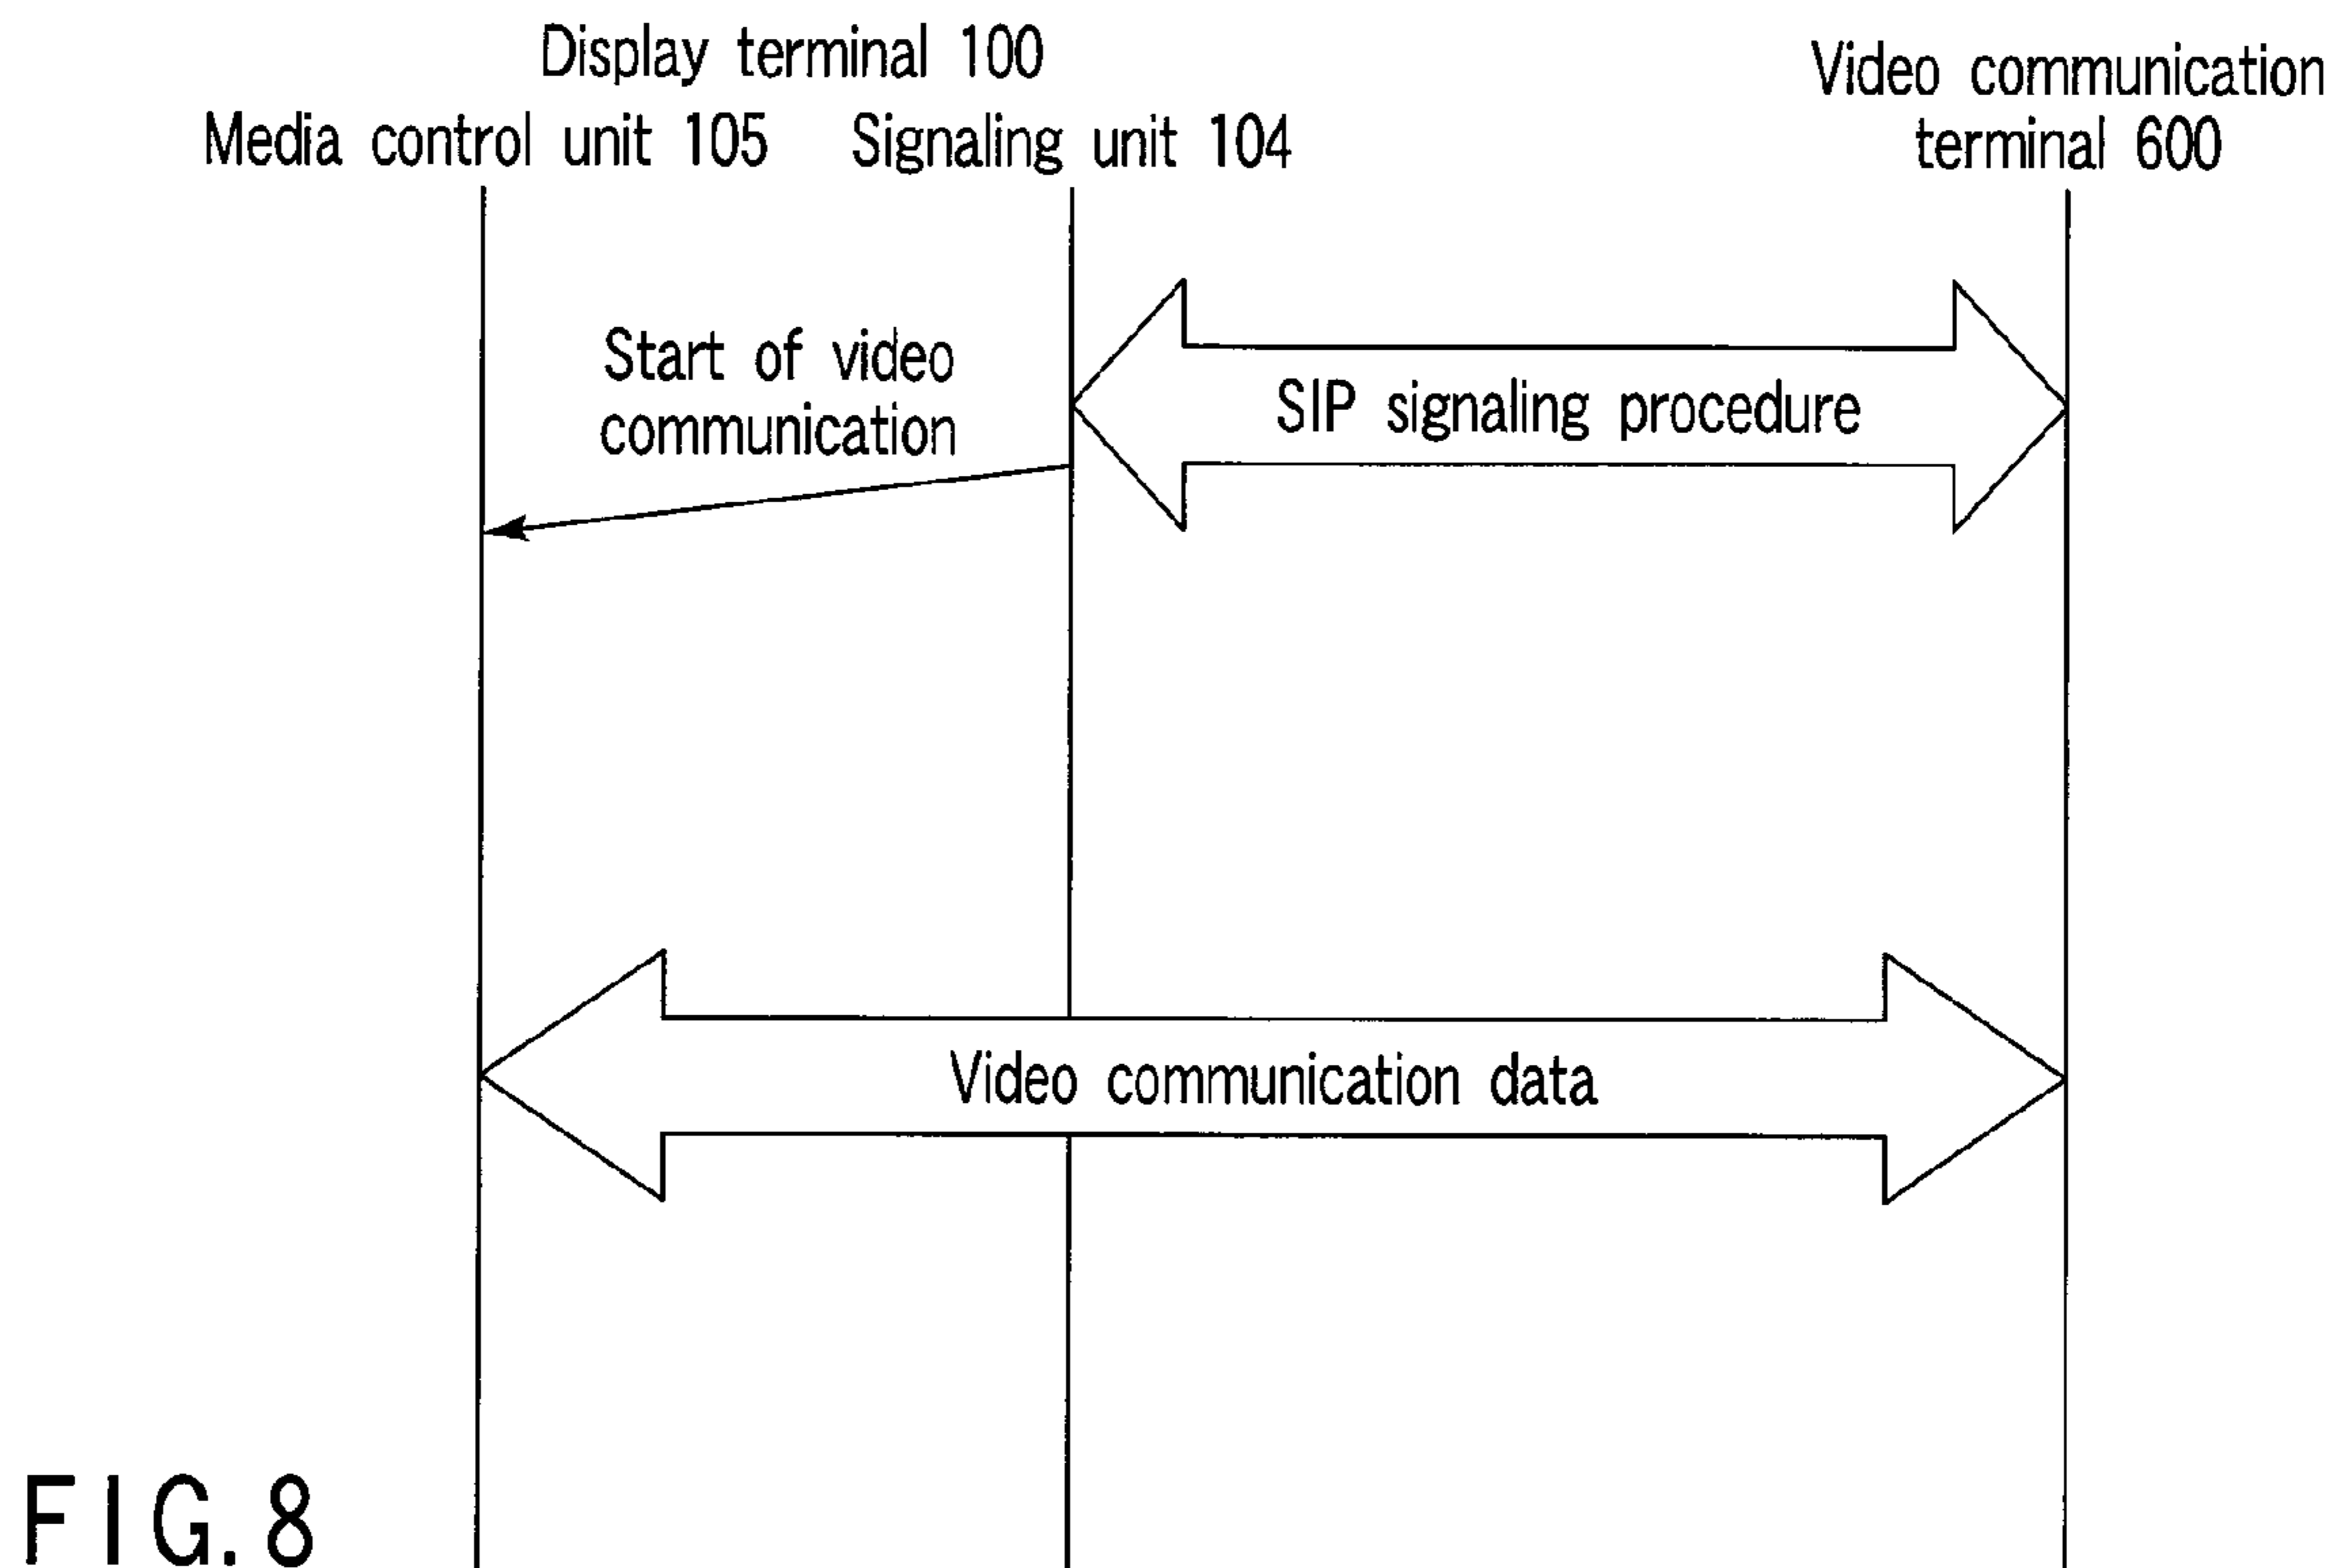 Display terminal 100
Media control unit 105 Signaling unit 104
Video communication
terminal 600
Start of video
communication
SIP signaling procedure
Video communication data
FIG.8